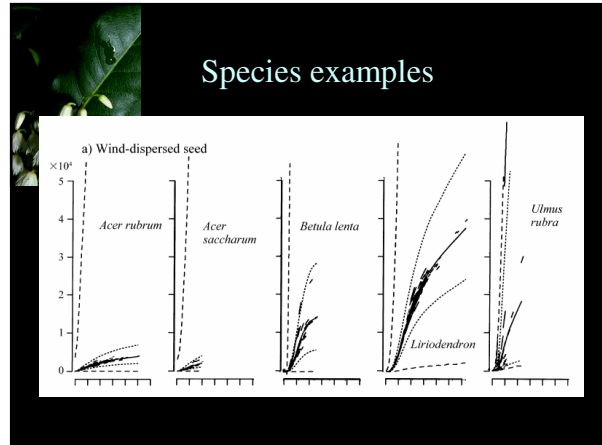 Species examples
a) Wind-dispersed seed
×10⁴
5
4
3
2
1
0
Acer rubrum
Acer
saccharum
Betula lenta
Liriodendron
Ulmus
rubra